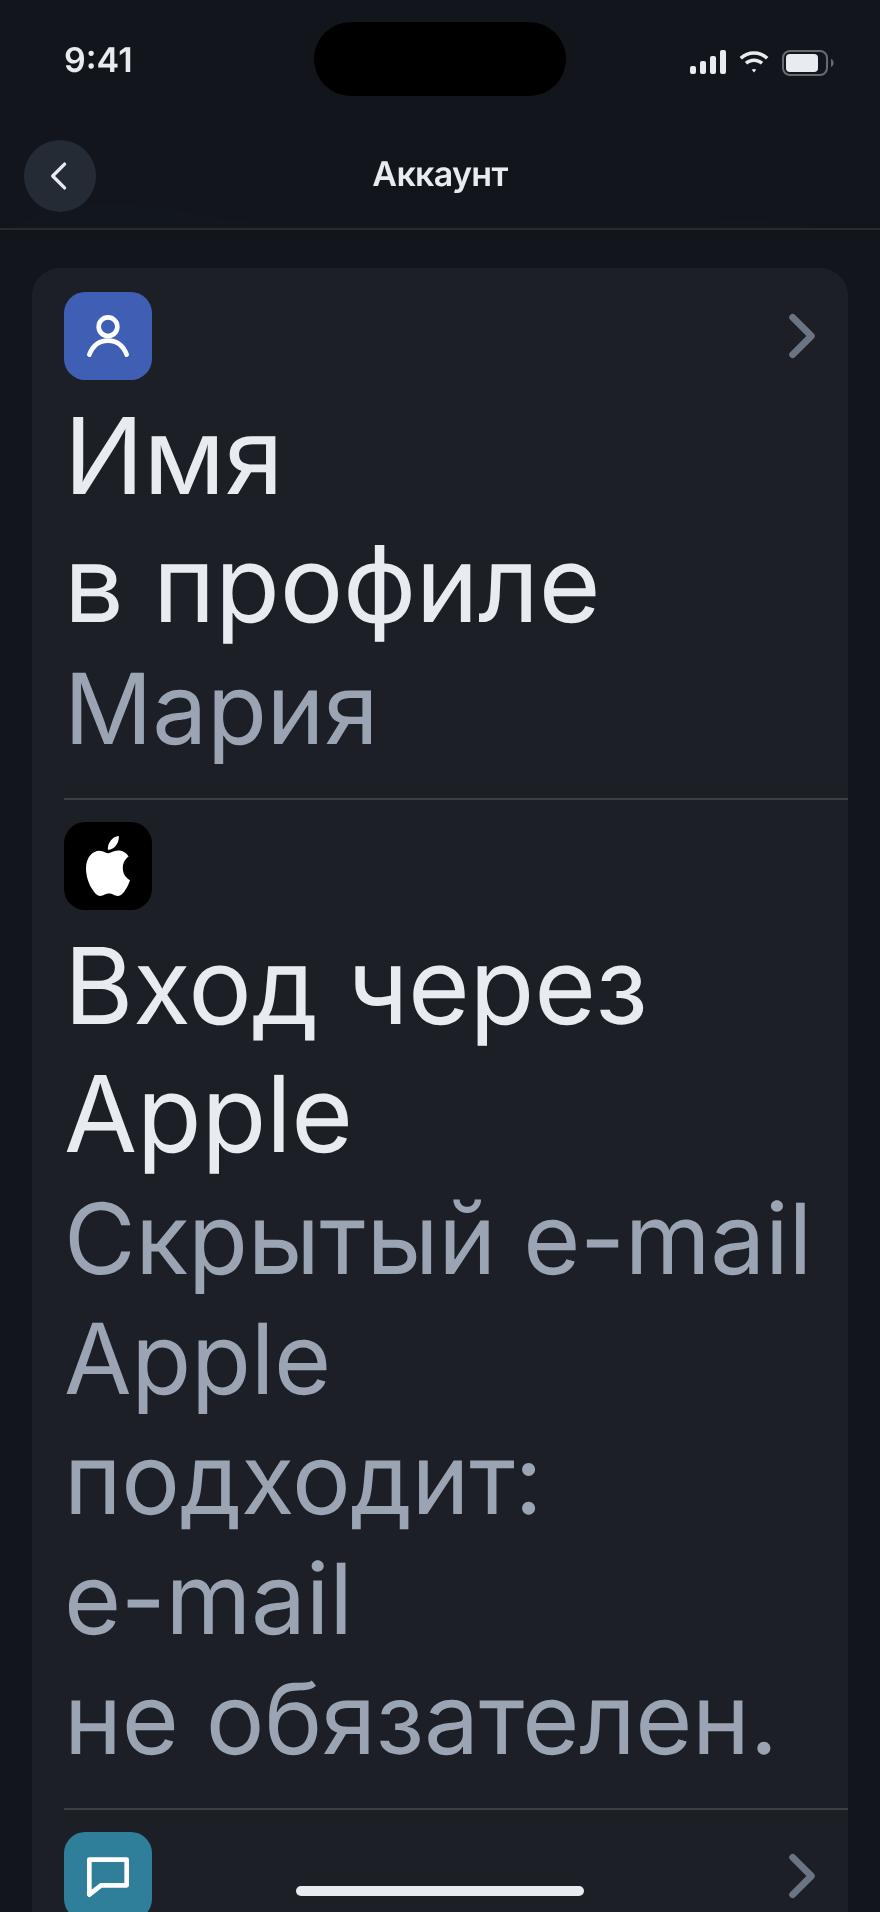 9:41
Аккаунт
Имя
в профиле
Мария
Вход через
Apple
Скрытый e-mail
Apple
подходит:
e-mail
не обязателен.